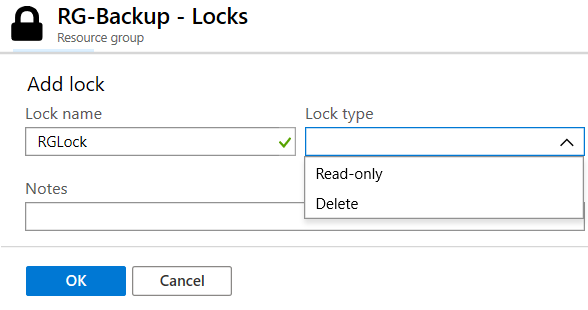 RG-Backup - Locks
Resource group
Add lock
Lock name
Lock type
RGLock
Read-only
Delete
Notes
OK
Cancel